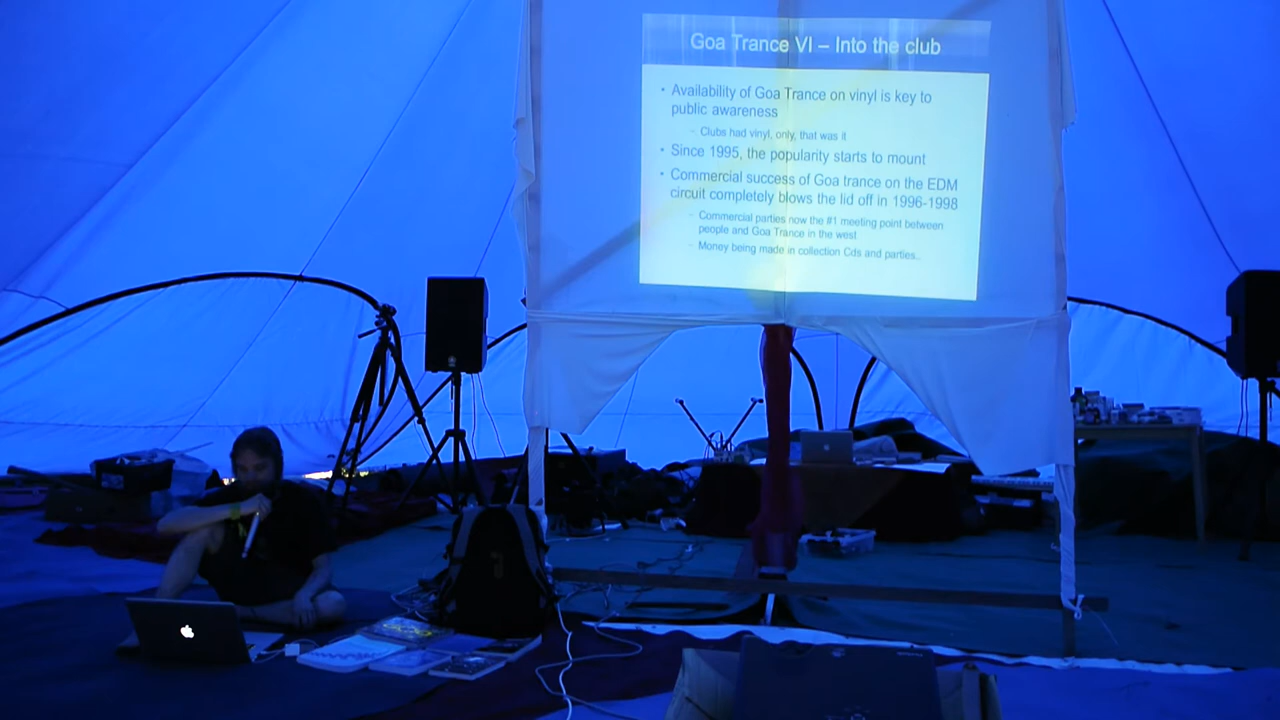 Goa Trance VI – Into the club
• Availability of Goa Trance on vinyl is key to
public awareness
– Clubs had vinyl, only, that was it
• Since 1995, the popularity starts to mount
• Commercial success of Goa trance on the EDM
circuit completely blows the lid off in 1996-1998
– Commercial parties now the #1 meeting point between
people and Goa Trance in the west
– Money being made in collection Cds and parties..